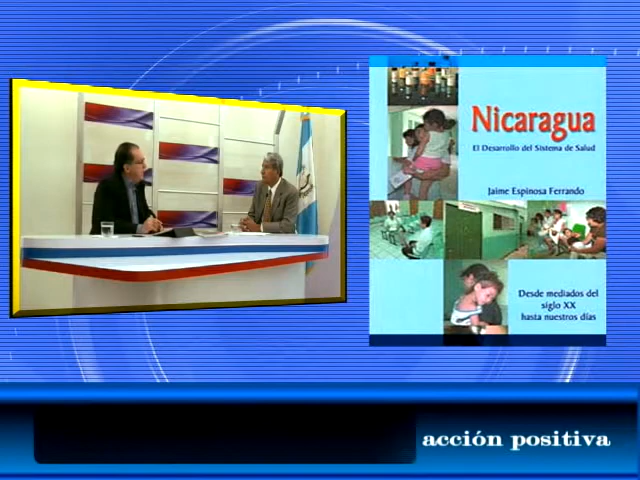 Nicaragua
El Desarrollo del Sistema de Salud
Jaime Espinosa Ferrando
Desde mediados del
siglo XX
hasta nuestros días
acción positiva